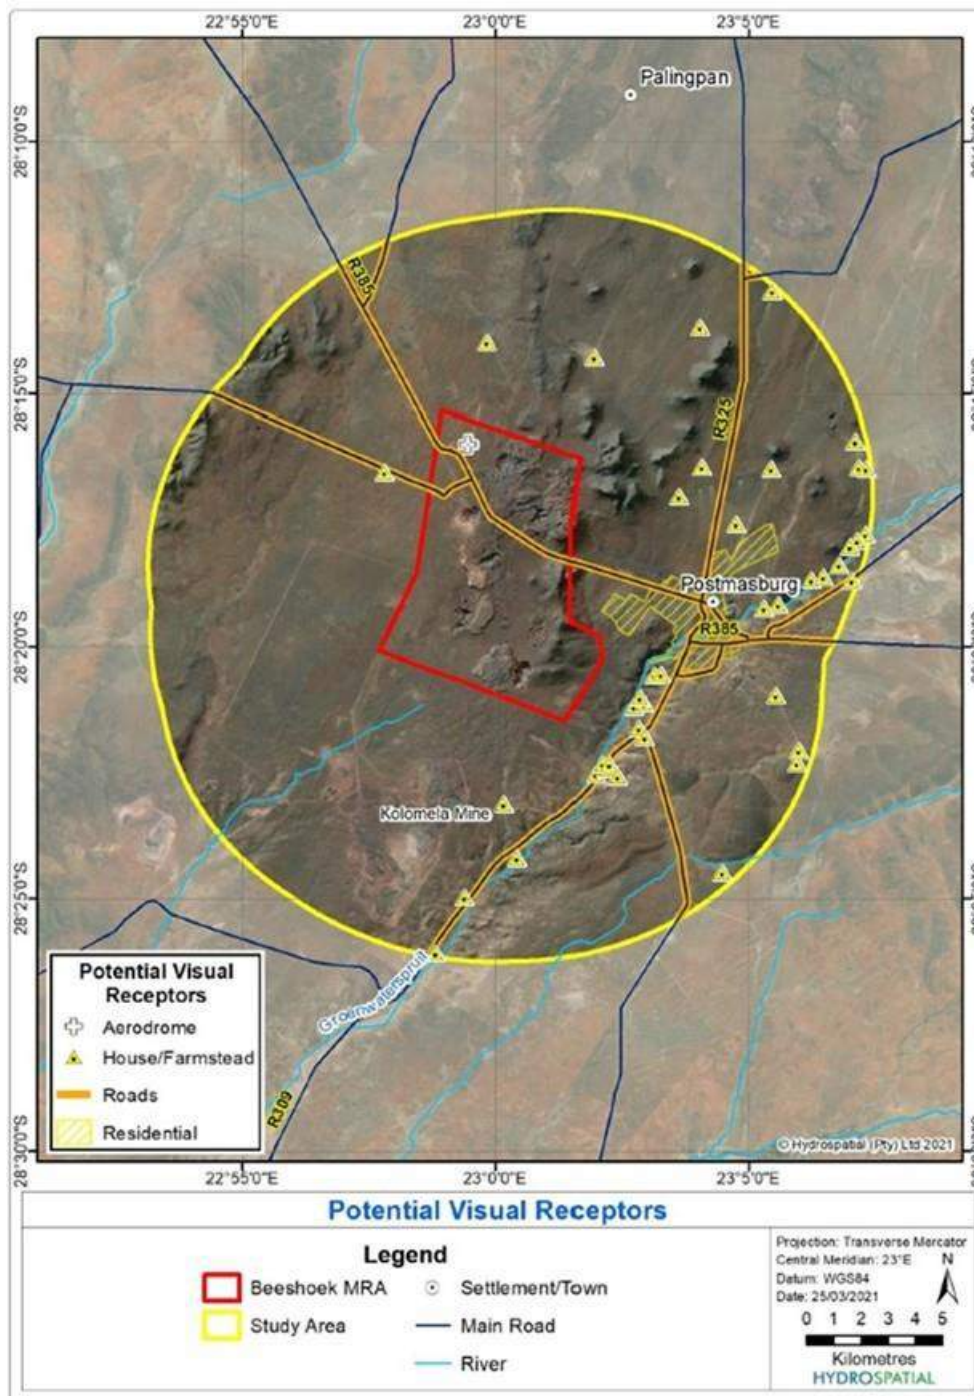 22°55'0"E
23°0'0"E
23°5'0"E
Palingpan
28°10'0"S
R385
28°15'0"S
R325
Postmasburg
R385
28°20'0"S
Kolomela Mine
28°25'0"S
Groenwaterspruit
R309
28°30'0"S
Potential Visual
Receptors
Aerodrome
House/Farmstead
Roads
Residential
© Hydrospatial (Pty) Ltd 2021
22°55'0"E
23°0'0"E
23°5'0"E
Potential Visual Receptors
Legend
Beeshoek MRA
Settlement/Town
Study Area
Main Road
River
Projection: Transverse Mercator
Central Meridian: 23°E
Datum: WGS84
Date: 25/03/2021
N
0 1 2 3 4 5
Kilometres
HYDROSPATIAL